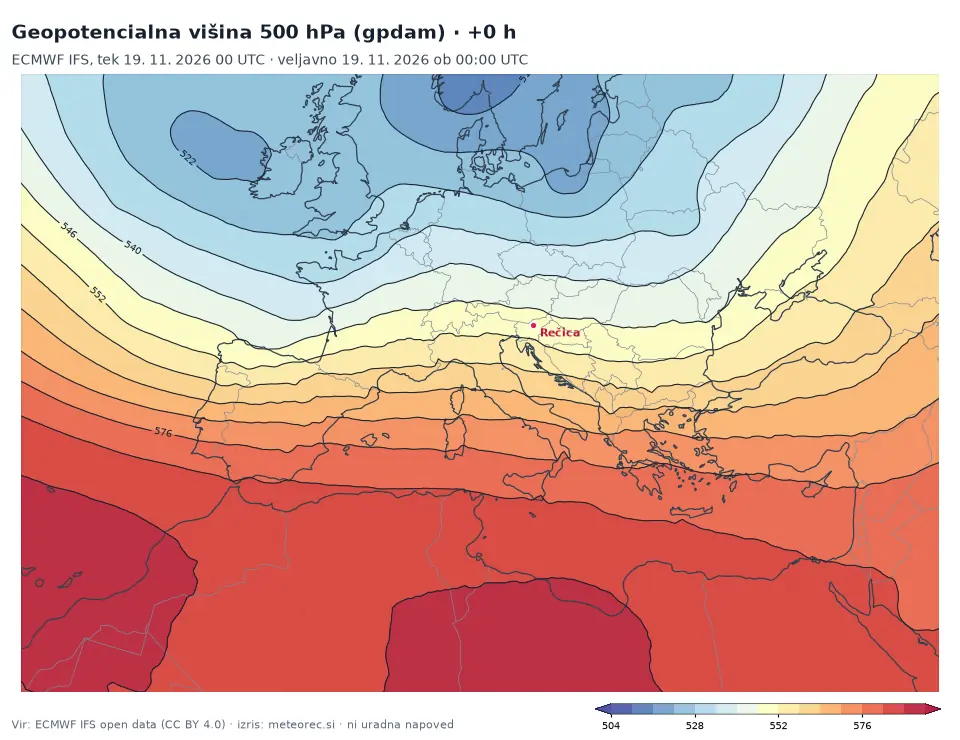 Geopotencialna višina 500 hPa (gpdam) · +0 h
ECMWF IFS, tek 19. 11. 2026 00 UTC · veljavno 19. 11. 2026 ob 00:00 UTC
522
546
540
552
Rečica
576
504 528 552 576
Vir: ECMWF IFS open data (CC BY 4.0) · izris: meteorec.si · ni uradna napoved